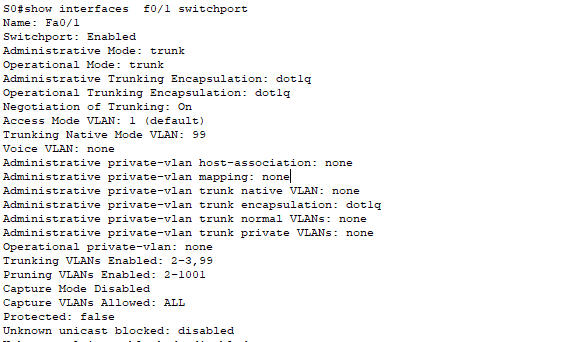 S0#show interfaces  f0/1 switchport
Name: Fa0/1
Switchport: Enabled
Administrative Mode: trunk
Operational Mode: trunk
Administrative Trunking Encapsulation: dot1q
Operational Trunking Encapsulation: dot1q
Negotiation of Trunking: On
Access Mode VLAN: 1 (default)
Trunking Native Mode VLAN: 99
Voice VLAN: none
Administrative private-vlan host-association: none
Administrative private-vlan mapping: none
Administrative private-vlan trunk native VLAN: none
Administrative private-vlan trunk encapsulation: dot1q
Administrative private-vlan trunk normal VLANs: none
Administrative private-vlan trunk private VLANs: none
Operational private-vlan: none
Trunking VLANs Enabled: 2-3,99
Pruning VLANs Enabled: 2-1001
Capture Mode Disabled
Capture VLANs Allowed: ALL
Protected: false
Unknown unicast blocked: disabled